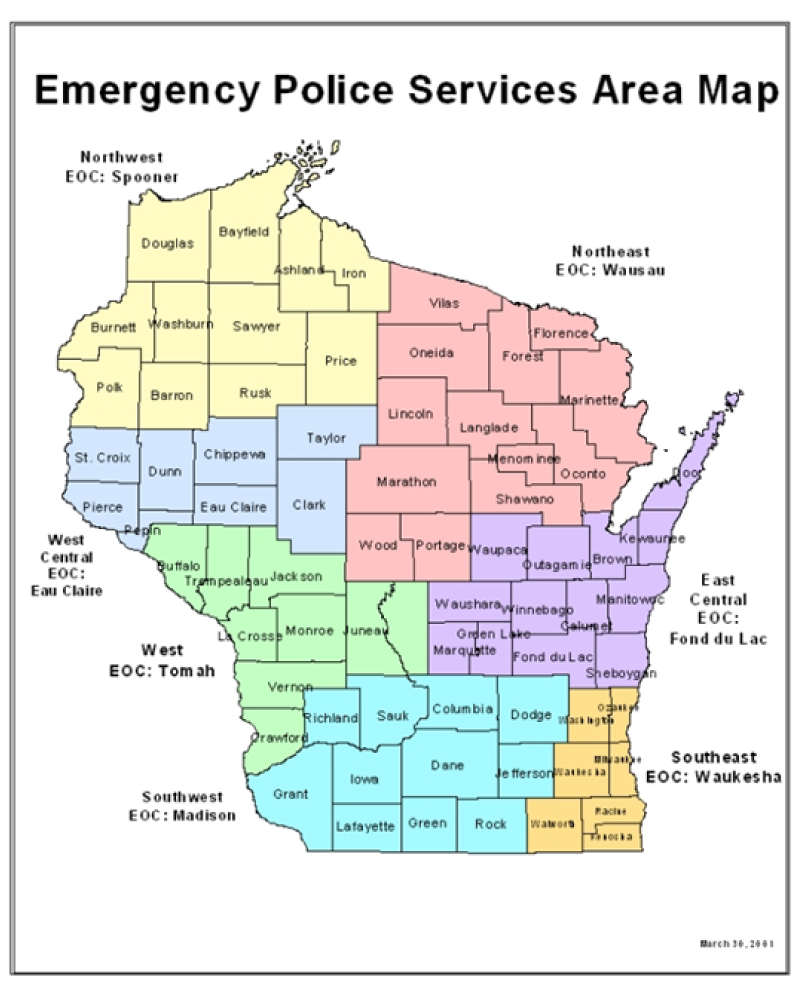 Emergency Police Services Area Map
Northwest
EOC: Spooner
Northeast
EOC: Wausau
Douglas
Bayfield
Ashland
Iron
Vilas
Burnett
Washburn
Sawyer
Florence
Price
Oneida
Forest
Polk
Barron
Rusk
Marinette
Lincoln
Langlade
Taylor
St. Croix
Chippewa
Dunn
Menominee
Oconto
Door
Marathon
Shawano
Pierce
Eau Claire
Clark
Pepin
Wood
Portage
Waupaca
Outagamie
Brown
Kewaunee
West
Central
EOC:
Eau Claire
Buffalo
Trempealeau
Jackson
Waushara
Winnebago
Manitowoc
East
Central
EOC:
Fond du Lac
La Crosse
Monroe
Juneau
Green Lake
Calumet
Marquette
Fond du Lac
Sheboygan
West
EOC: Tomah
Vernon
Richland
Sauk
Columbia
Dodge
Washington
Ozaukee
Crawford
Southeast
EOC: Waukesha
Iowa
Dane
Jefferson
Waukesha
Milwaukee
Southwest
EOC: Madison
Grant
Lafayette
Green
Rock
Walworth
Racine
Kenosha
March 30, 2001